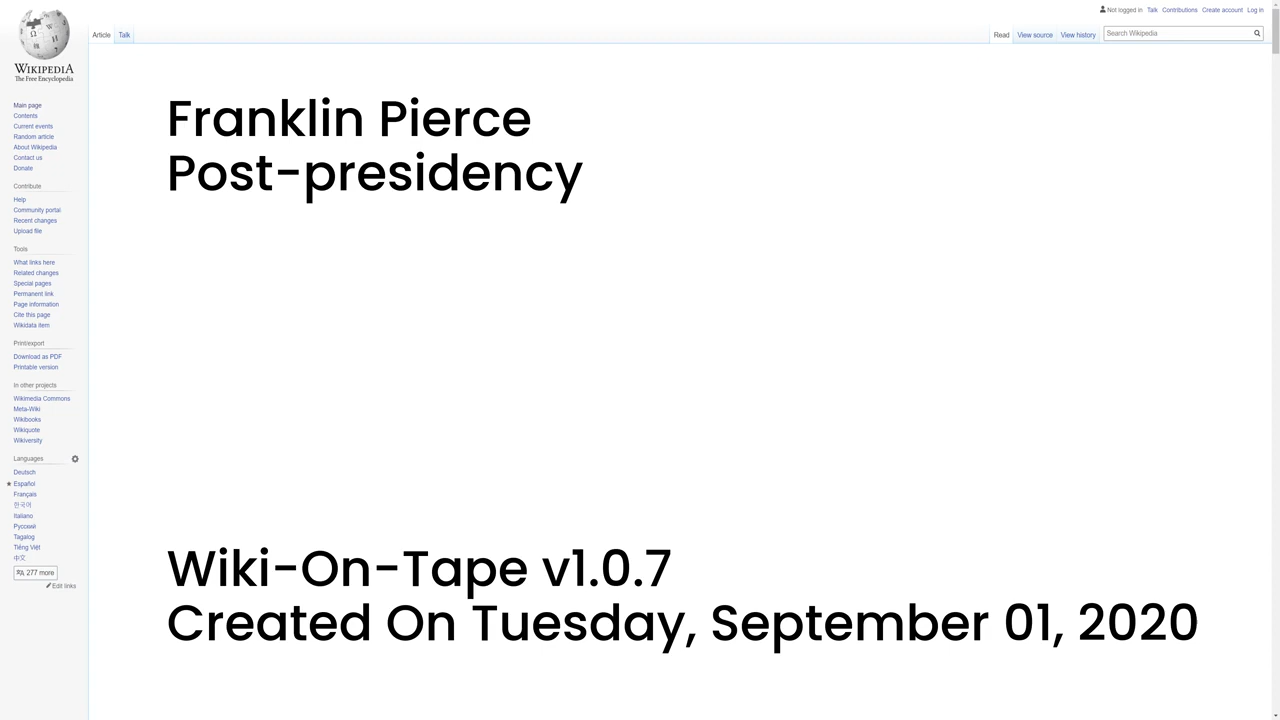 Not logged in Talk Contributions Create account Log in
Article Talk Read View source View history Search Wikipedia
WIKIPEDIA
The Free Encyclopedia
Main page
Contents
Current events
Random article
About Wikipedia
Contact us
Donate
Contribute
Help
Community portal
Recent changes
Upload file
Tools
What links here
Related changes
Special pages
Permanent link
Page information
Cite this page
Wikidata item
Print/export
Download as PDF
Printable version
In other projects
Wikimedia Commons
Meta-Wiki
Wikibooks
Wikiquote
Wikiversity
Languages
Deutsch
Español
Français
한국어
Italiano
Русский
Tagalog
Tiếng Việt
中文
277 more
Edit links
Franklin Pierce
Post-presidency
Wiki-On-Tape v1.0.7
Created On Tuesday, September 01, 2020